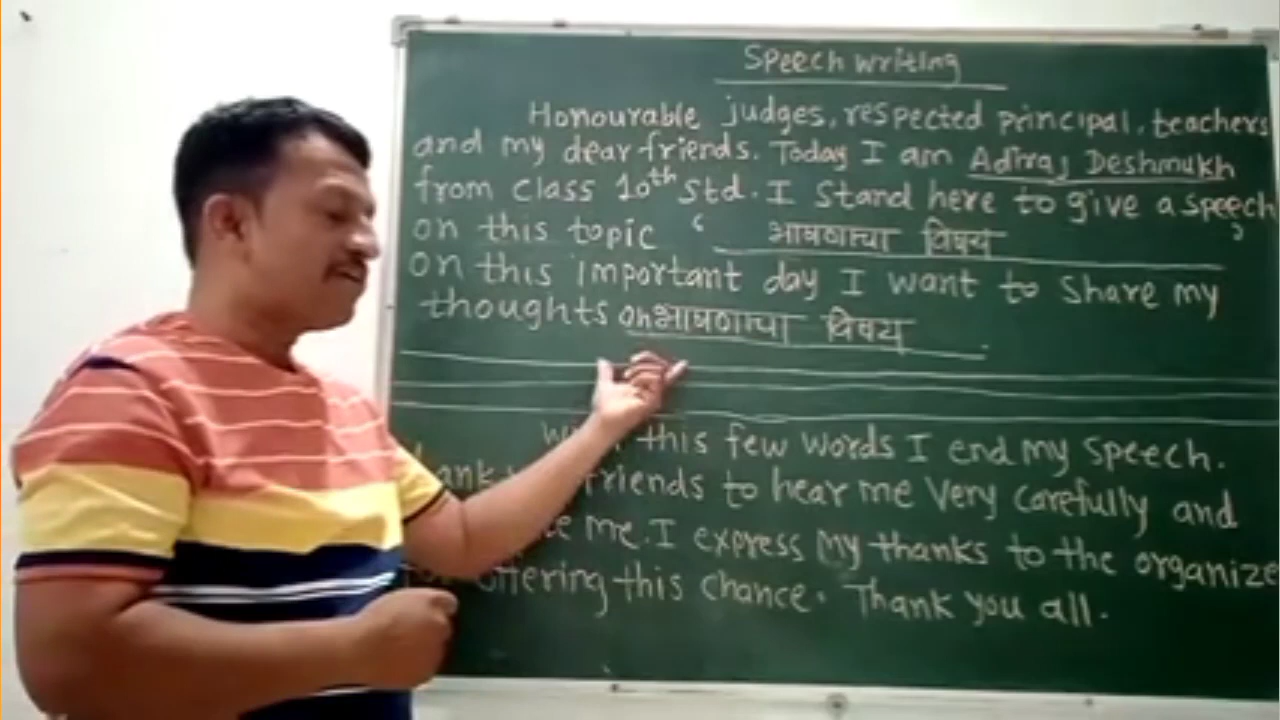 Speech writing
Honourable judges, respected principal, teachers
and my dear friends. Today I am Adiraj Deshmukh
from class 10th std. I stand here to give a speech
on this topic ‘ भाषणाचा विषय ’
on this important day I want to share my
thoughts on भाषणाचा विषय .
this few words I end my speech.
friends to hear me very carefully and
me. I express my thanks to the organize
offering this chance. Thank you all.